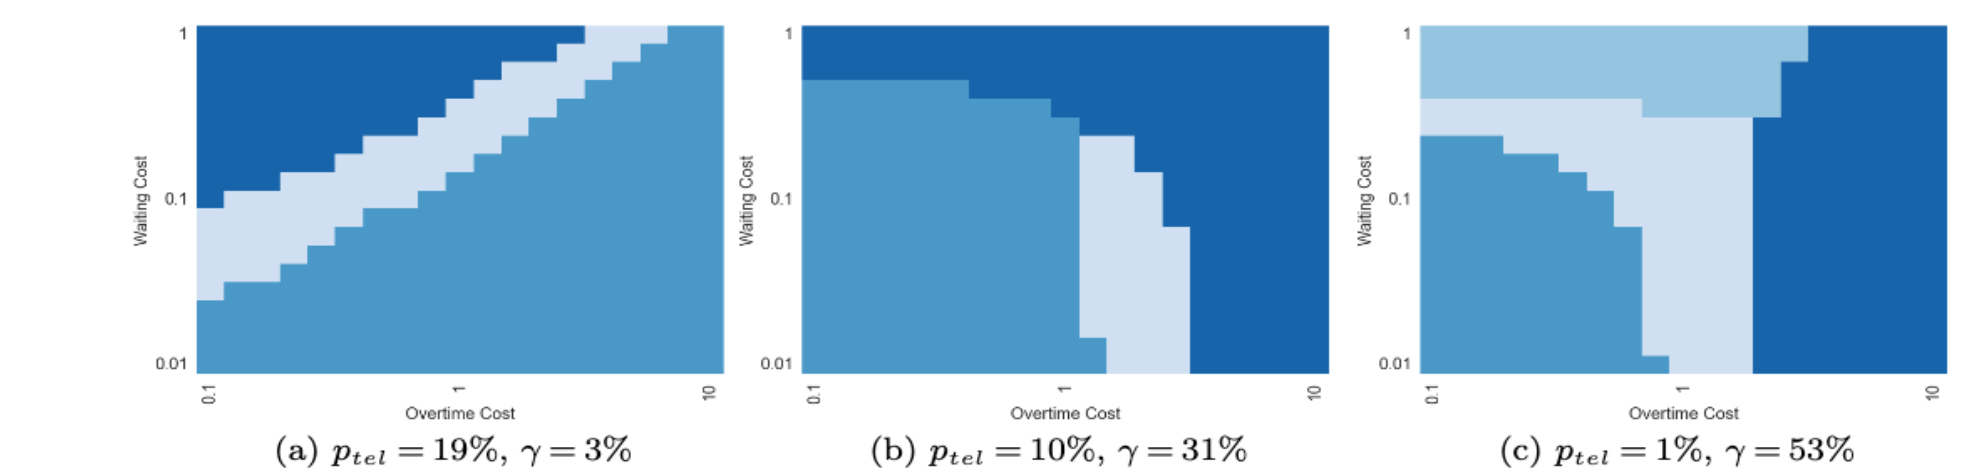 1
0.1
0.01
Waiting Cost
0.1
1
10
Overtime Cost
(a) p_tel = 19%, γ = 3%
1
0.1
0.01
Waiting Cost
0.1
1
10
Overtime Cost
(b) p_tel = 10%, γ = 31%
1
0.1
0.01
Waiting Cost
0.1
1
10
Overtime Cost
(c) p_tel = 1%, γ = 53%